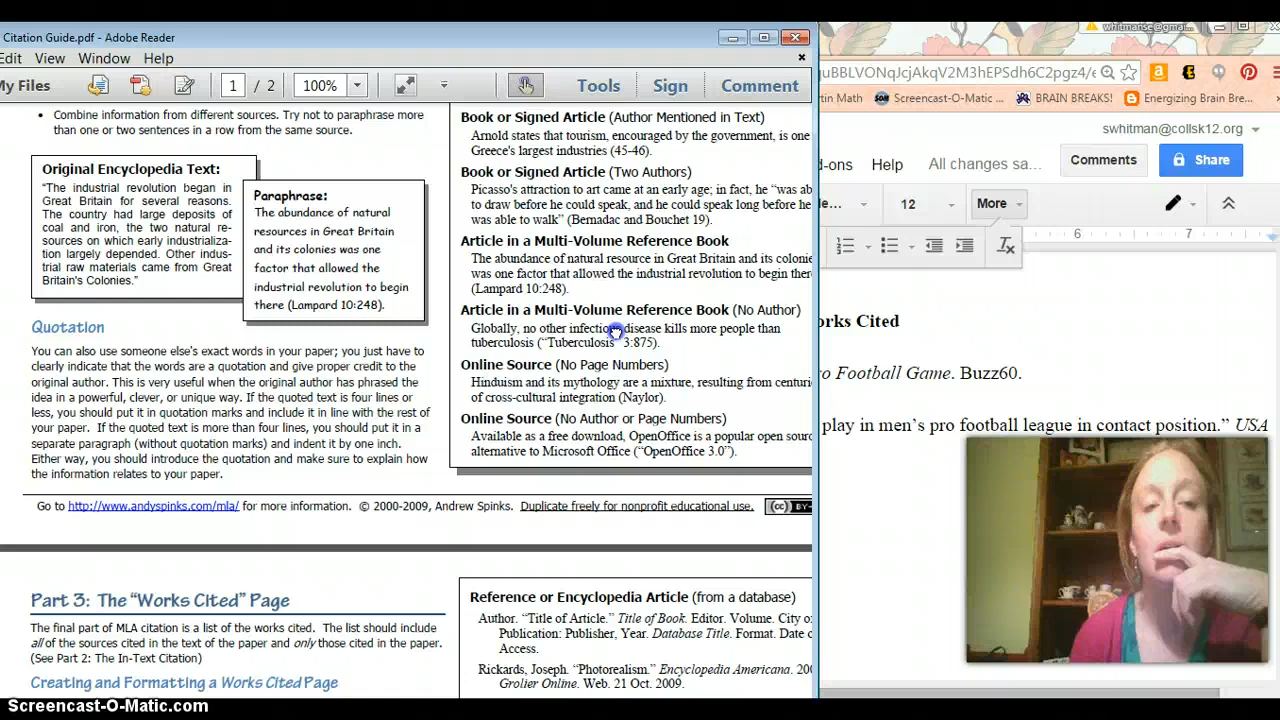 Citation Guide.pdf - Adobe Reader
Edit View Window Help
My Files 1 / 2 100% Tools Sign Comment
• Combine information from different sources. Try not to paraphrase more
than one or two sentences in a row from the same source.
Original Encyclopedia Text:
“The industrial revolution began in
Great Britain for several reasons.
The country had large deposits of
coal and iron, the two natural re-
sources on which early industrializa-
tion largely depended. Other indus-
trial raw materials came from Great
Britain's Colonies.”
Paraphrase:
The abundance of natural
resources in Great Britain
and its colonies was one
factor that allowed the
industrial revolution to begin
there (Lampard 10:248).
Quotation
You can also use someone else's exact words in your paper; you just have to
clearly indicate that the words are a quotation and give proper credit to the
original author. This is very useful when the original author has phrased the
idea in a powerful, clever, or unique way. If the quoted text is four lines or
less, you should put it in quotation marks and include it in line with the rest of
your paper. If the quoted text is more than four lines, you should put it in a
separate paragraph (without quotation marks) and indent it by one inch.
Either way, you should introduce the quotation and make sure to explain how
the information relates to your paper.
Book or Signed Article (Author Mentioned in Text)
Arnold states that tourism, encouraged by the government, is one
Greece's largest industries (45-46).
Book or Signed Article (Two Authors)
Picasso's attraction to art came at an early age; in fact, he “was ab
to draw before he could speak, and he could speak long before he
was able to walk” (Bernadac and Bouchet 19).
Article in a Multi-Volume Reference Book
The abundance of natural resource in Great Britain and its colonie
was one factor that allowed the industrial revolution to begin there
(Lampard 10:248).
Article in a Multi-Volume Reference Book (No Author)
Globally, no other infectious disease kills more people than
tuberculosis (“Tuberculosis” 3:875).
Online Source (No Page Numbers)
Hinduism and its mythology are a mixture, resulting from centuri
of cross-cultural integration (Naylor).
Online Source (No Author or Page Numbers)
Available as a free download, OpenOffice is a popular open sour
alternative to Microsoft Office (“OpenOffice 3.0”).
Go to http://www.andyspinks.com/mla/ for more information. © 2000-2009, Andrew Spinks. Duplicate freely for nonprofit educational use. (cc) BY-
Part 3: The “Works Cited” Page
The final part of MLA citation is a list of the works cited. The list should include
all of the sources cited in the text of the paper and only those cited in the paper.
(See Part 2: The In-Text Citation)
Creating and Formatting a Works Cited Page
Reference or Encyclopedia Article (from a database)
Author. “Title of Article.” Title of Book. Editor. Volume. City of
Publication: Publisher, Year. Database Title. Format. Date o
Access.
Rickards, Joseph. “Photorealism.” Encyclopedia Americana. 200
Grolier Online. Web. 21 Oct. 2009.
whitmanse@gmai...
quBBLVONqJcjAkqV2M3hEPSdh6C2pgz4/e
artin Math Screencast-O-Matic ... BRAIN BREAKS! Energizing Brain Bre
swhitman@collsk12.org
d-ons Help All changes sa... Comments Share
e... 12 More
6 7
orks Cited
o Football Game. Buzz60.
play in men’s pro football league in contact position.” USA
Screencast-O-Matic.com